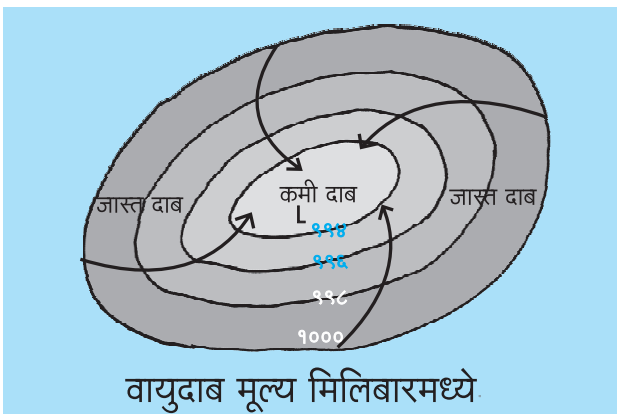 कमी दाब
जास्त दाब
जास्त दाब
L
९९४
९९६
९९८
१०००
वायुदाब मूल्य मिलिबारमध्ये